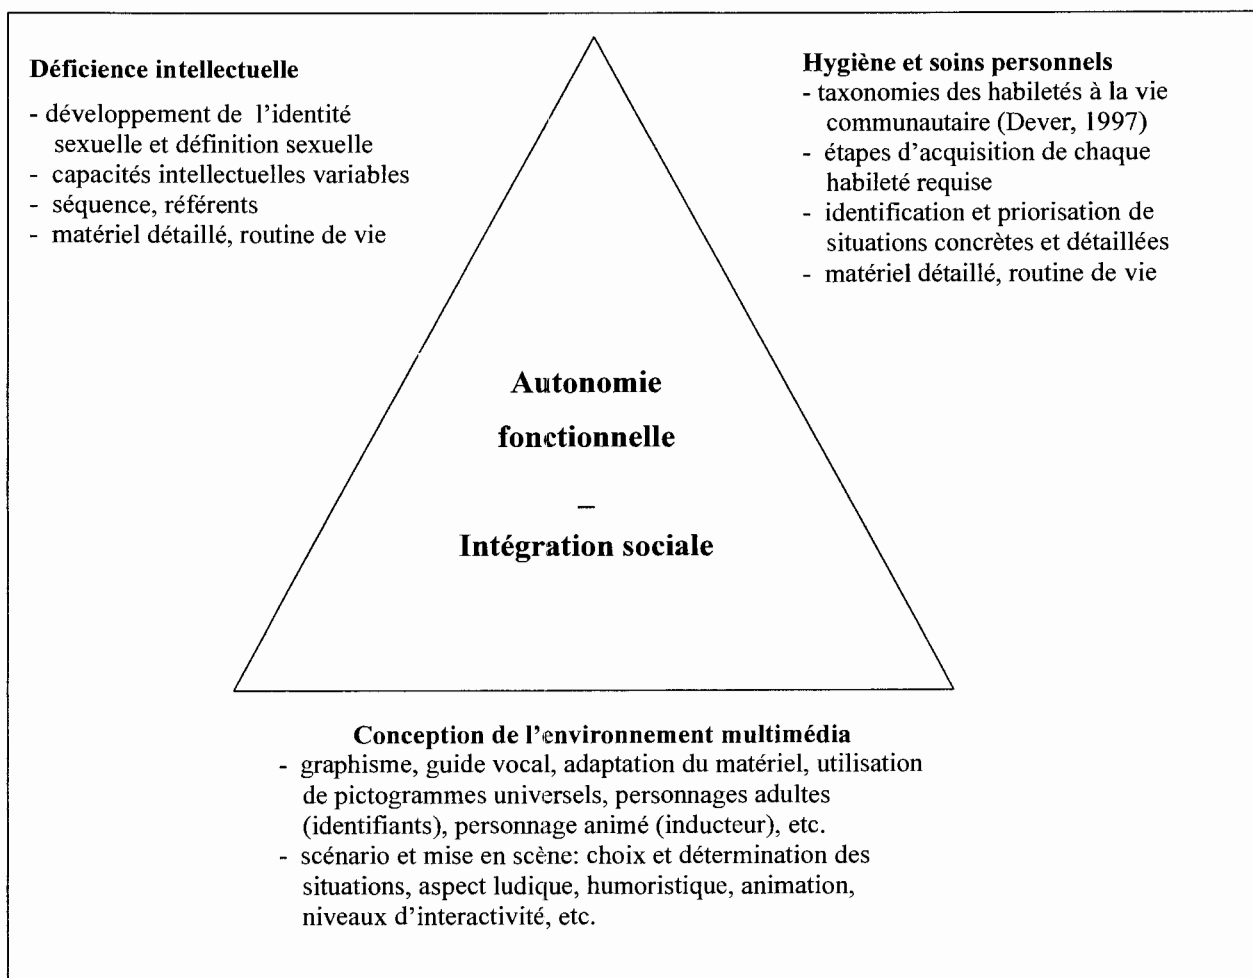 Déficience intellectuelle
- développement de l'identité
sexuelle et définition sexuelle
- capacités intellectuelles variables
- séquence, référents
- matériel détaillé, routine de vie
Hygiène et soins personnels
- taxonomies des habiletés à la vie
communautaire (Dever, 1997)
- étapes d'acquisition de chaque
habileté requise
- identification et priorisation de
situations concrètes et détaillées
- matériel détaillé, routine de vie
Autonomie
fonctionnelle
–
Intégration sociale
Conception de l'environnement multimédia
- graphisme, guide vocal, adaptation du matériel, utilisation
de pictogrammes universels, personnages adultes
(identifiants), personnage animé (inducteur), etc.
- scénario et mise en scène: choix et détermination des
situations, aspect ludique, humoristique, animation,
niveaux d'interactivité, etc.